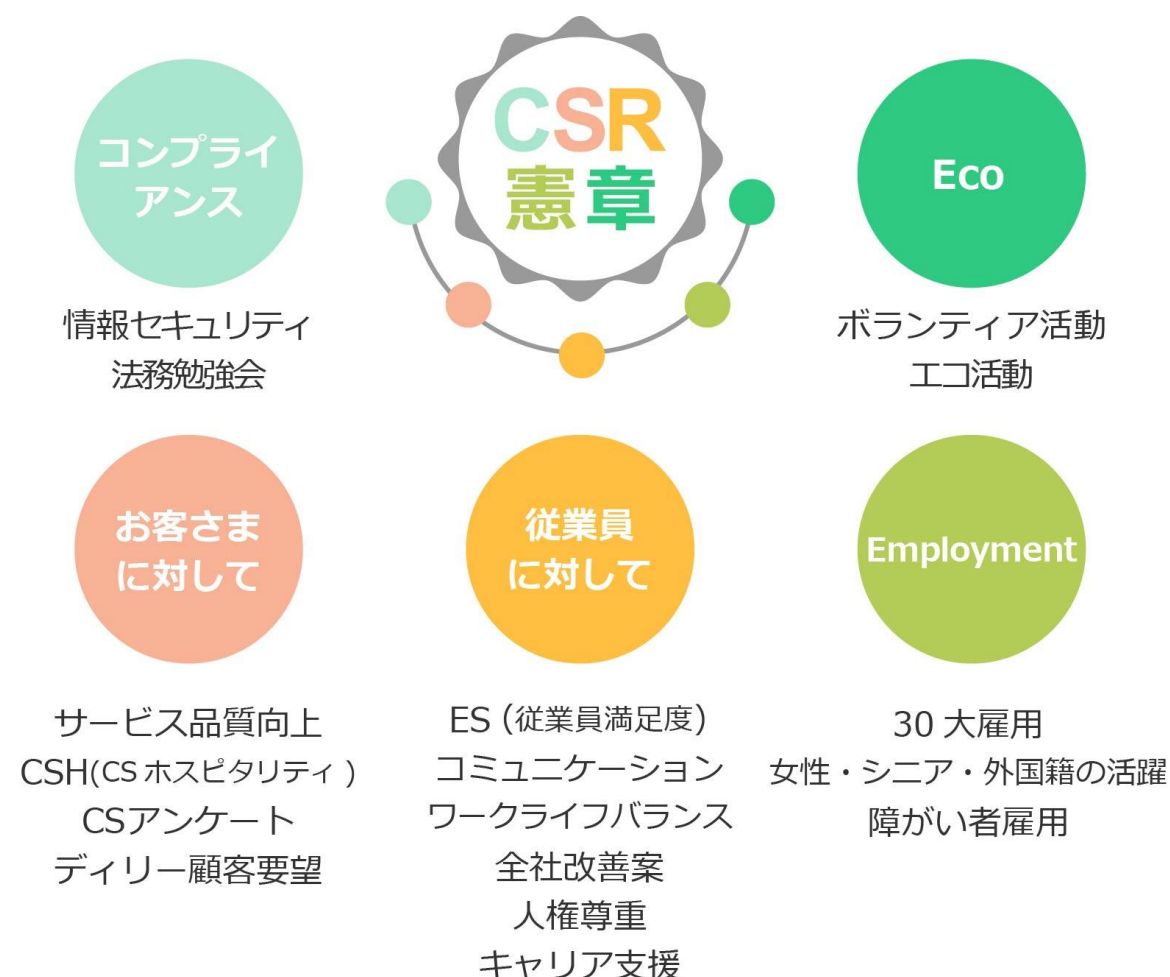 CSR
憲章
コンプライ
アンス
情報セキュリティ
法務勉強会
Eco
ボランティア活動
エコ活動
お客さま
に対して
サービス品質向上
CSH(CS ホスピタリティ )
CSアンケート
ディリー顧客要望
従業員
に対して
ES (従業員満足度)
コミュニケーション
ワークライフバランス
全社改善案
人権尊重
キャリア支援
Employment
30 大雇用
女性・シニア・外国籍の活躍
障がい者雇用